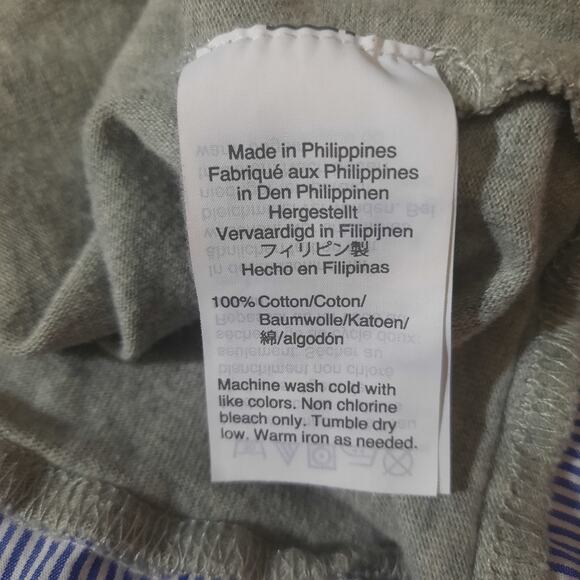 Made in Philippines
Fabriqué aux Philippines
in Den Philippinen
Hergestellt
Vervaardigd in Filipijnen
フィリピン製
Hecho en Filipinas
100% Cotton/Coton/
Baumwolle/Katoen/
綿/algodón
Machine wash cold with
like colors. Non chlorine
bleach only. Tumble dry
low. Warm iron as needed.